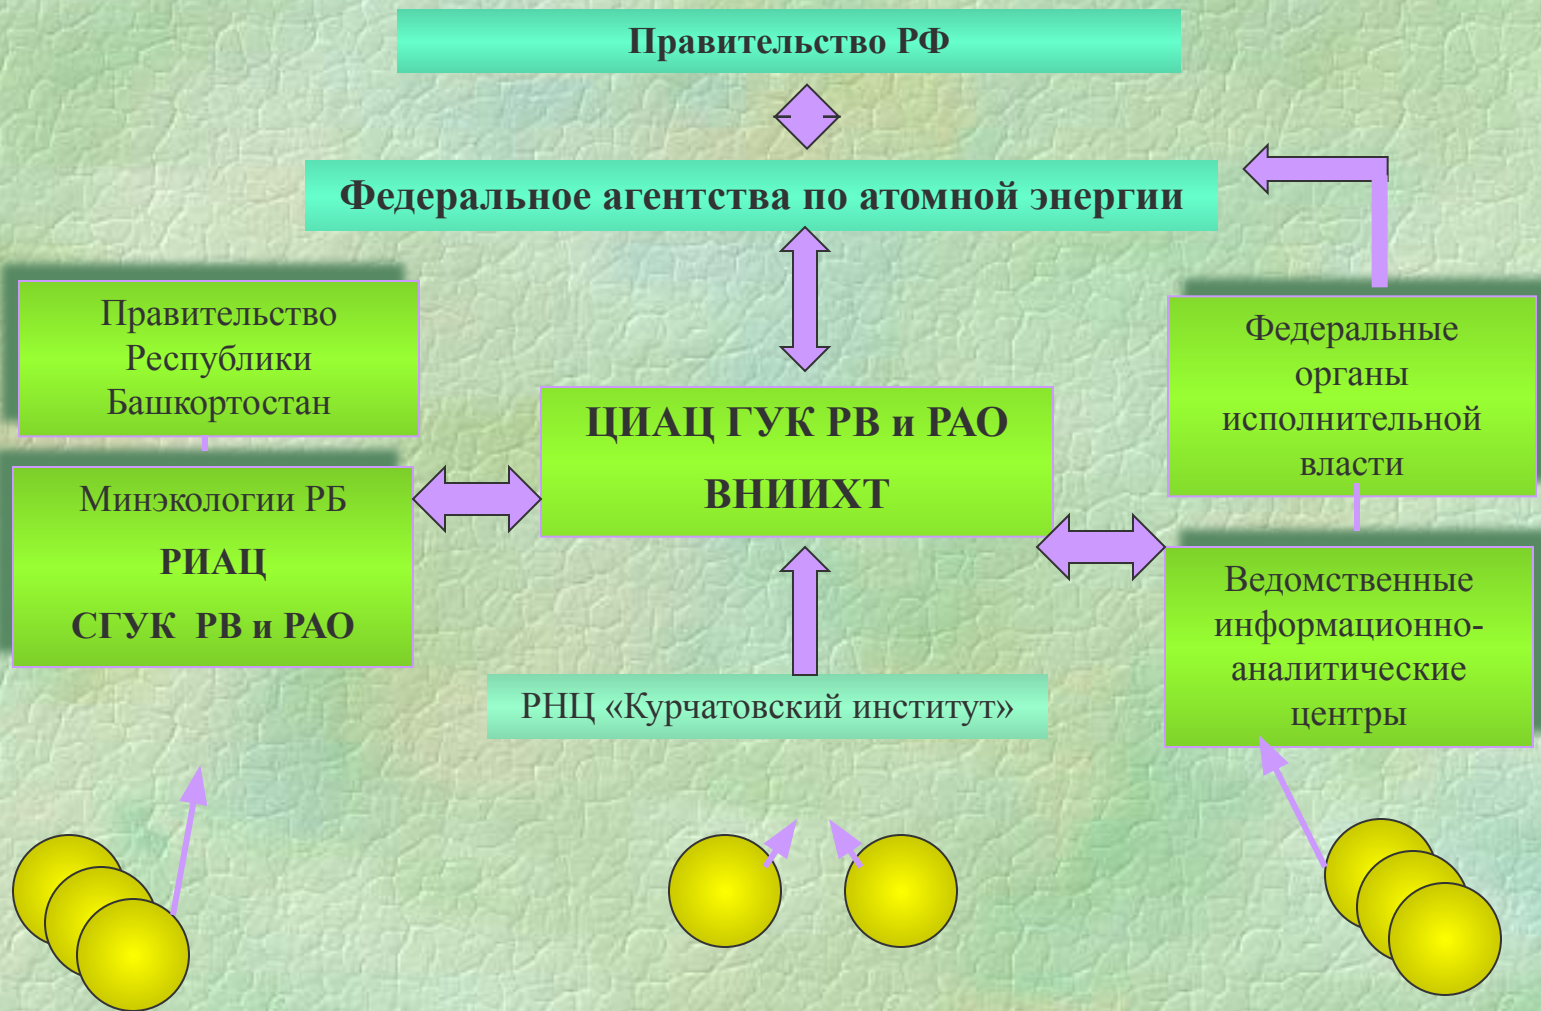 Правительство РФ
Федеральное агентства по атомной энергии
Правительство
Республики
Башкортостан
Минэкологии РБ
РИАЦ
СГУК РВ и РАО
ЦИАЦ ГУК РВ и РАО
ВНИИХТ
РНЦ «Курчатовский институт»
Федеральные
органы
исполнительной
власти
Ведомственные
информационно-
аналитические
центры